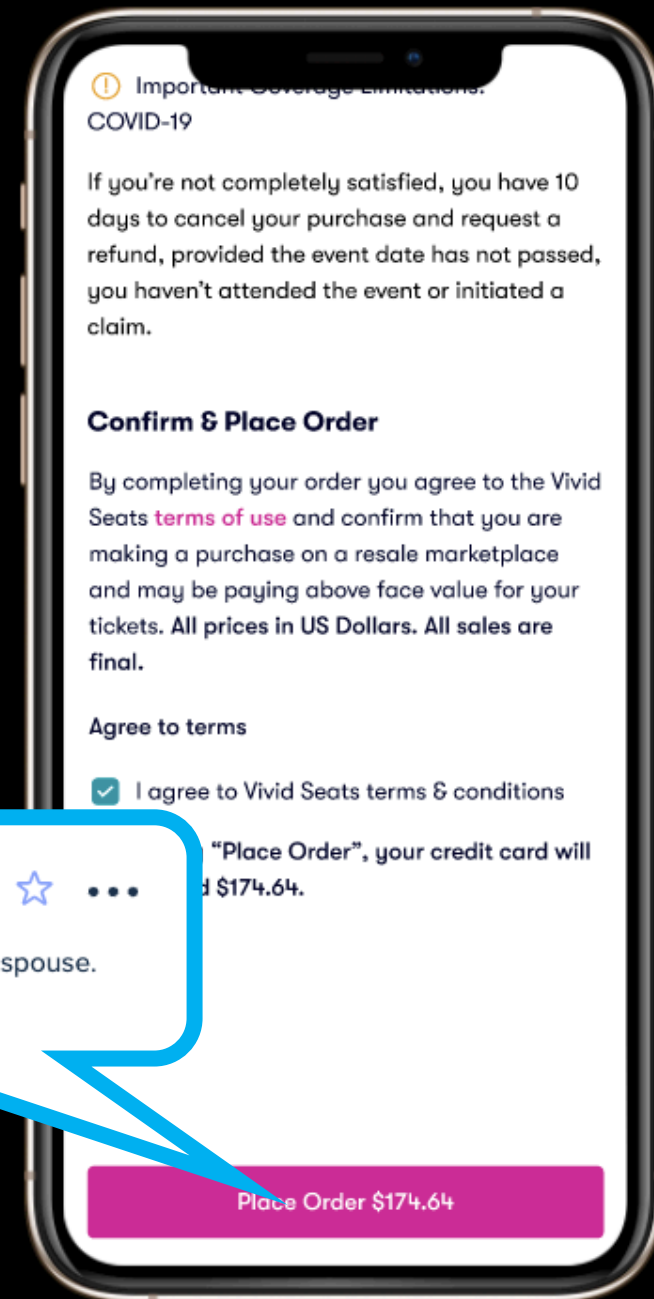 Important Coverage Limitations:
COVID-19
If you're not completely satisfied, you have 10
days to cancel your purchase and request a
refund, provided the event date has not passed,
you haven't attended the event or initiated a
claim.
Confirm & Place Order
By completing your order you agree to the Vivid
Seats terms of use and confirm that you are
making a purchase on a resale marketplace
and may be paying above face value for your
tickets. All prices in US Dollars. All sales are
final.
Agree to terms
I agree to Vivid Seats terms & conditions
"Place Order", your credit card will
$174.64.
spouse.
Place Order $174.64